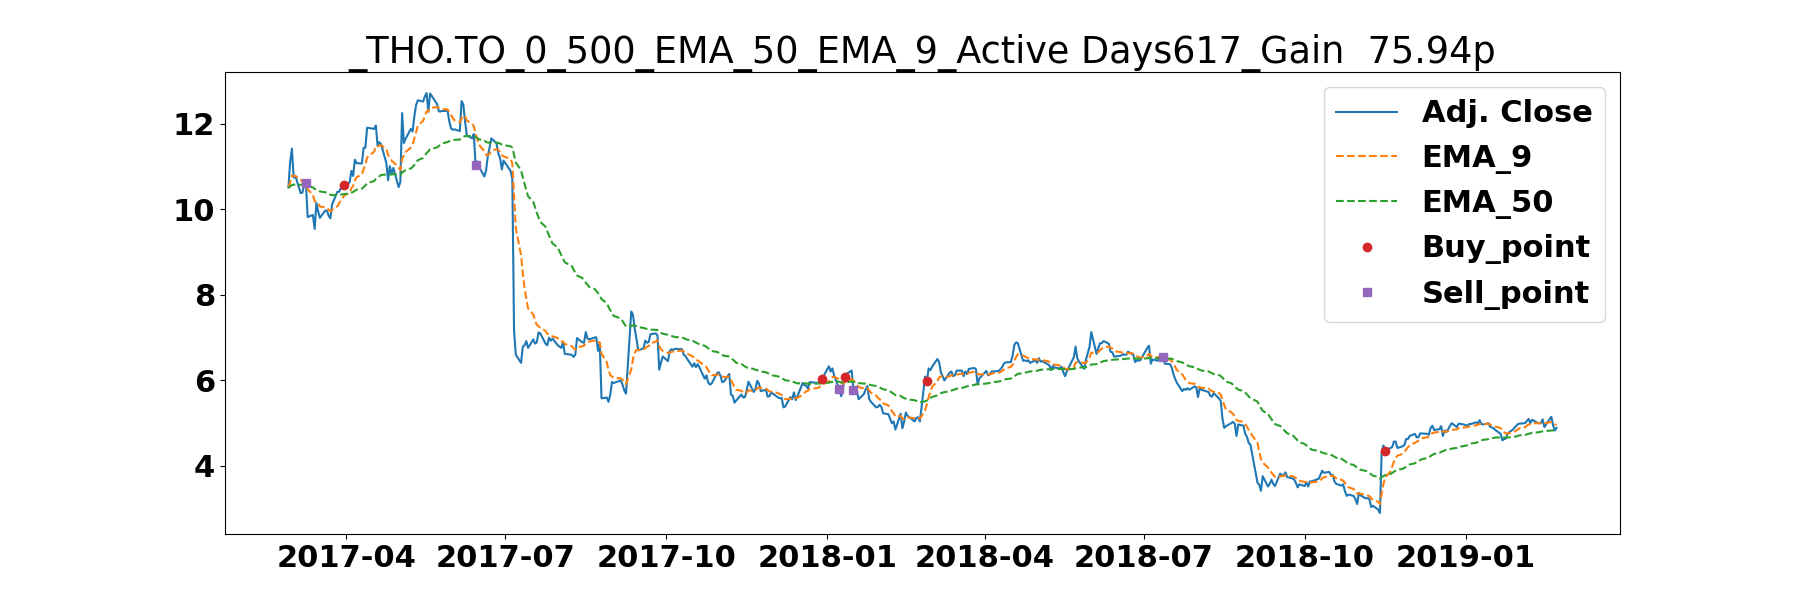 _THO.TO_0_500_EMA_50_EMA_9_Active Days617_Gain  75.94p
Adj. Close
EMA_9
EMA_50
Buy_point
Sell_point
12
10
8
6
4
2017-04
2017-07
2017-10
2018-01
2018-04
2018-07
2018-10
2019-01